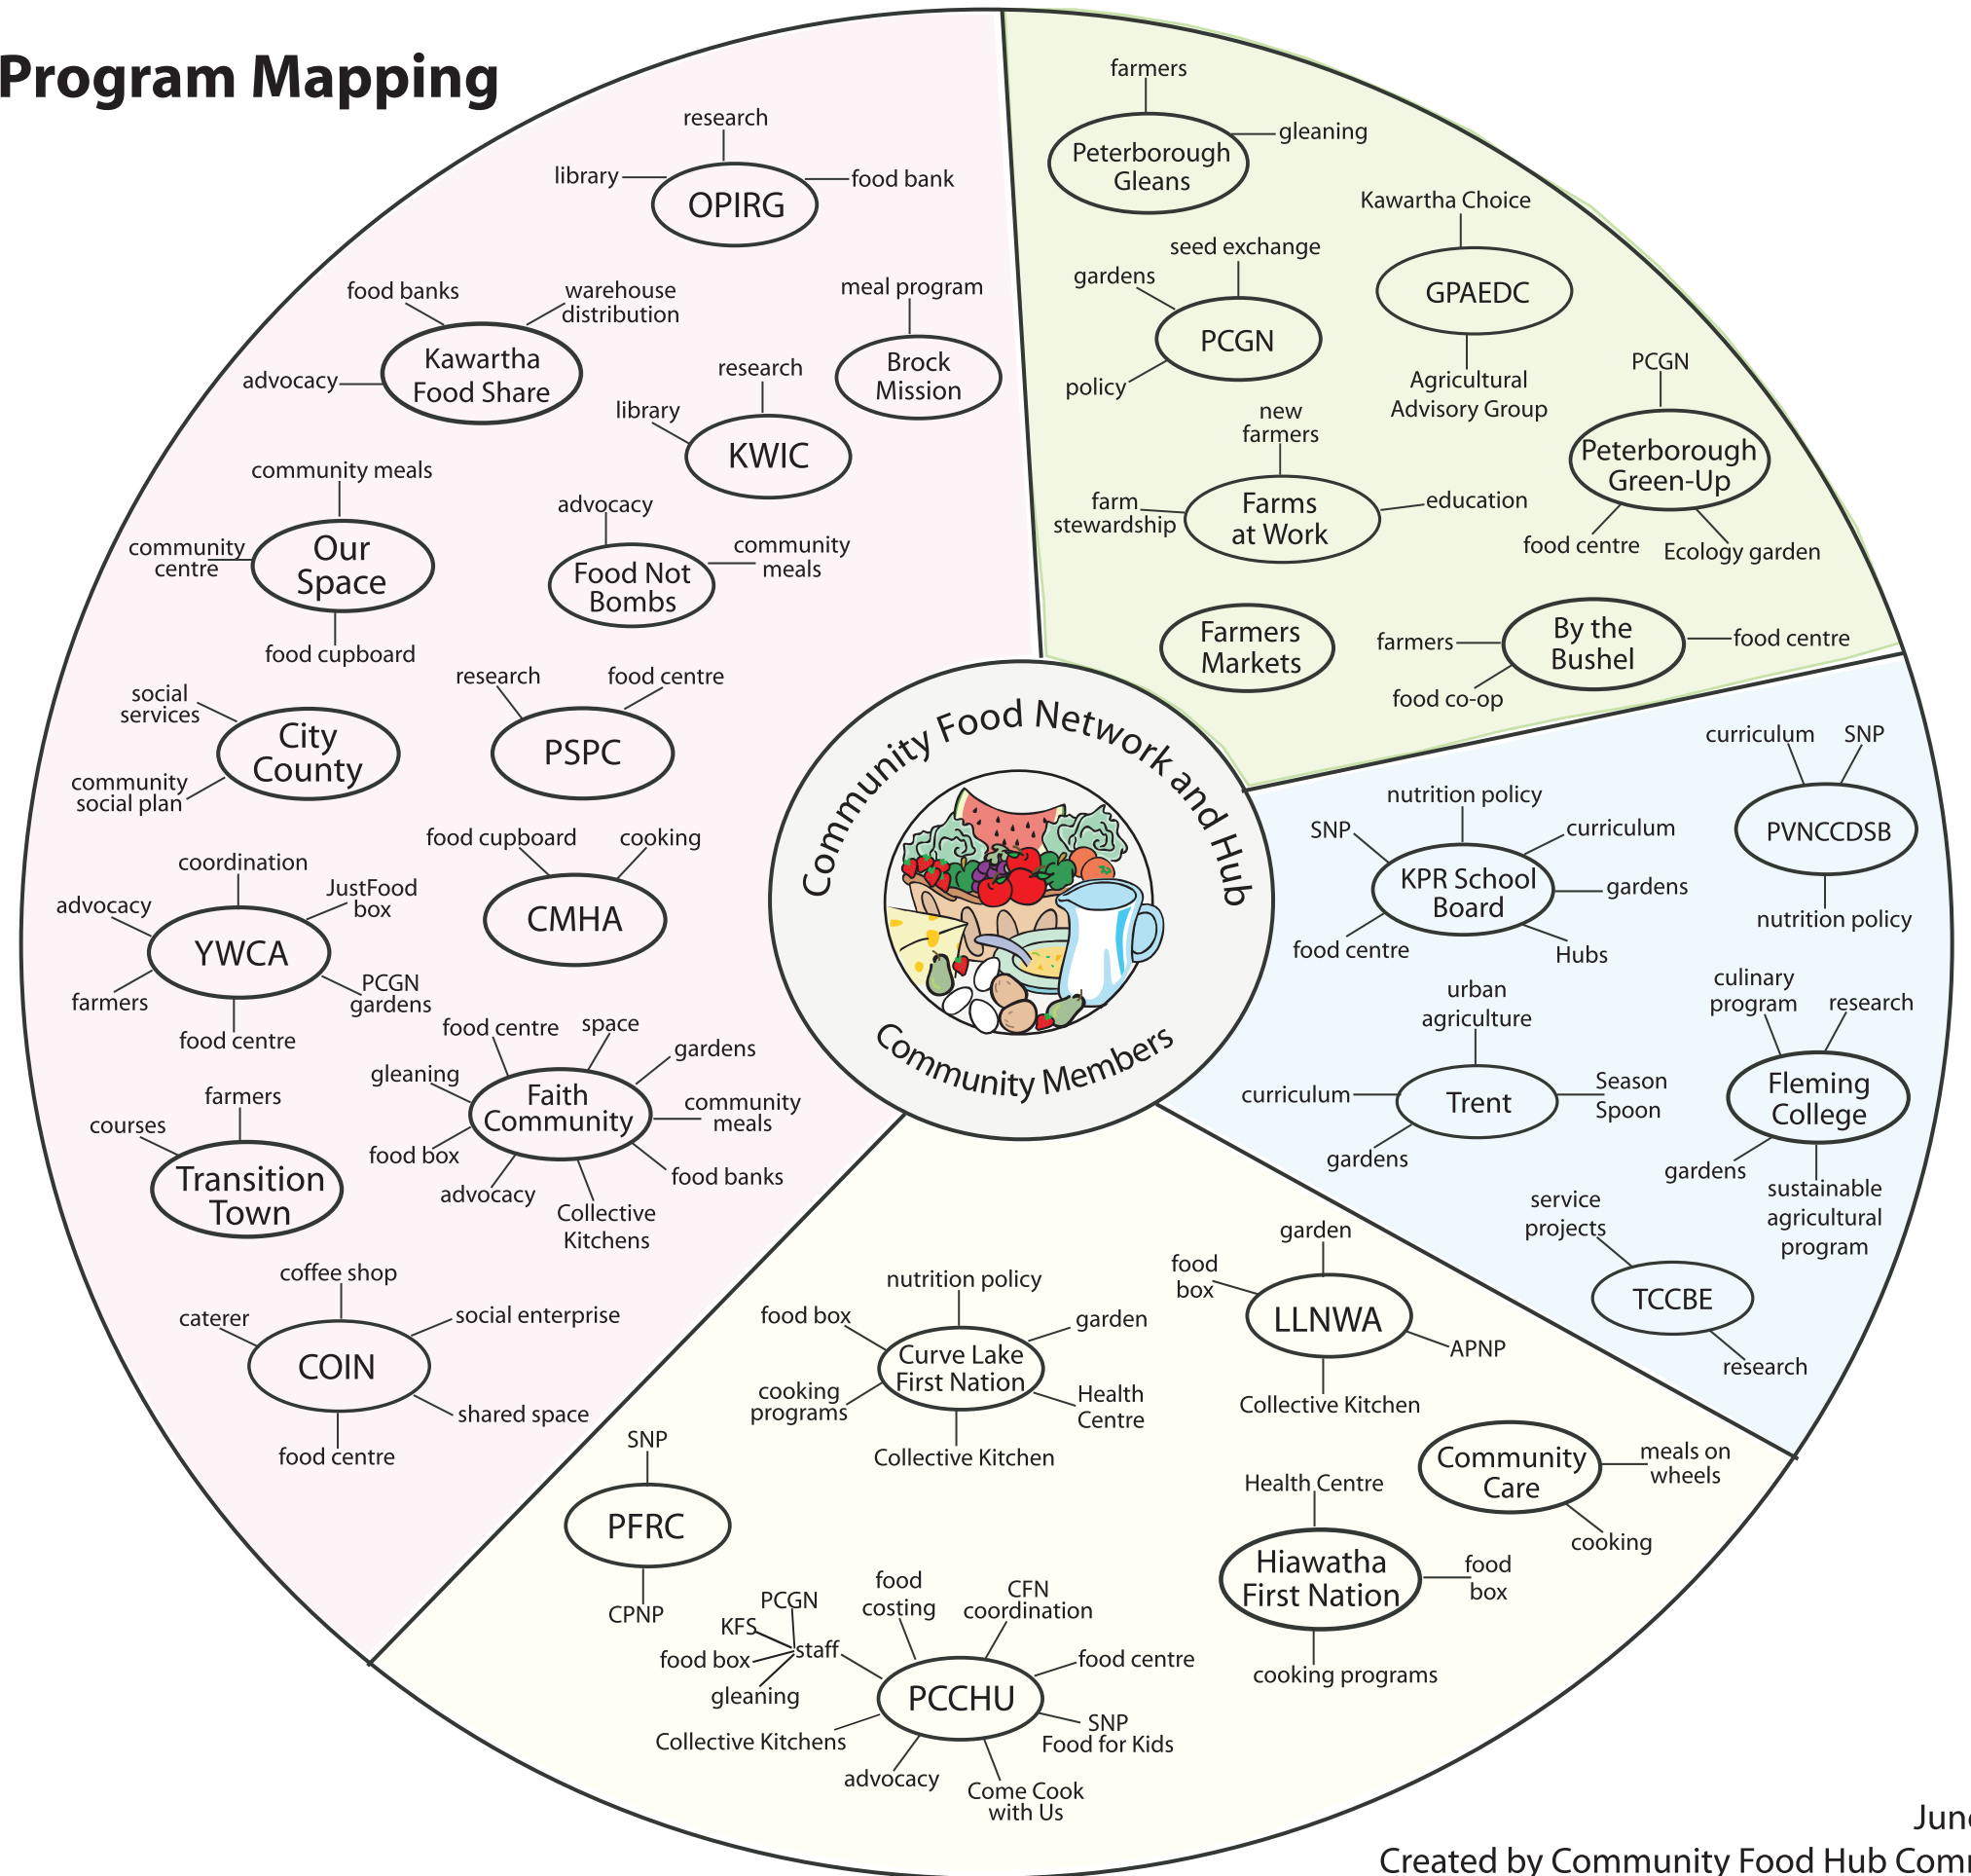 Program Mapping
research
library
food bank
OPIRG
food banks
warehouse
distribution
advocacy
Kawartha
Food Share
meal program
Brock
Mission
research
library
KWIC
community meals
community
centre
Our
Space
food cupboard
advocacy
community
meals
Food Not
Bombs
social
services
City
County
community
social plan
research
food centre
PSPC
food cupboard
cooking
CMHA
coordination
JustFood
box
advocacy
YWCA
farmers
PCGN
gardens
food centre
food centre
space
gardens
gleaning
Faith
Community
community
meals
food box
food banks
advocacy
Collective
Kitchens
farmers
courses
Transition
Town
coffee shop
caterer
social enterprise
COIN
shared space
food centre
farmers
gleaning
Peterborough
Gleans
Kawartha Choice
GPAEDC
Agricultural
Advisory Group
seed exchange
gardens
PCGN
policy
PCGN
Peterborough
Green-Up
food centre
Ecology garden
new
farmers
farm
stewardship
Farms
at Work
education
Farmers
Markets
farmers
By the
Bushel
food centre
food co-op
Community Food Network and Hub
Community Members
curriculum
SNP
PVNCCDSB
nutrition policy
nutrition policy
SNP
curriculum
KPR School
Board
gardens
food centre
Hubs
urban
agriculture
curriculum
Trent
Season
Spoon
gardens
culinary
program
research
Fleming
College
gardens
sustainable
agricultural
program
service
projects
TCCBE
research
garden
food
box
LLNWA
APNP
Collective Kitchen
nutrition policy
food box
garden
Curve Lake
First Nation
cooking
programs
Health
Centre
Collective Kitchen
SNP
PFRC
CPNP
Community
Care
meals on
wheels
cooking
Health Centre
Hiawatha
First Nation
food
box
cooking programs
PCGN
KFS
food box
staff
gleaning
food
costing
CFN
coordination
food centre
PCCHU
Collective Kitchens
SNP
Food for Kids
advocacy
Come Cook
with Us
Created by Community Food Hub